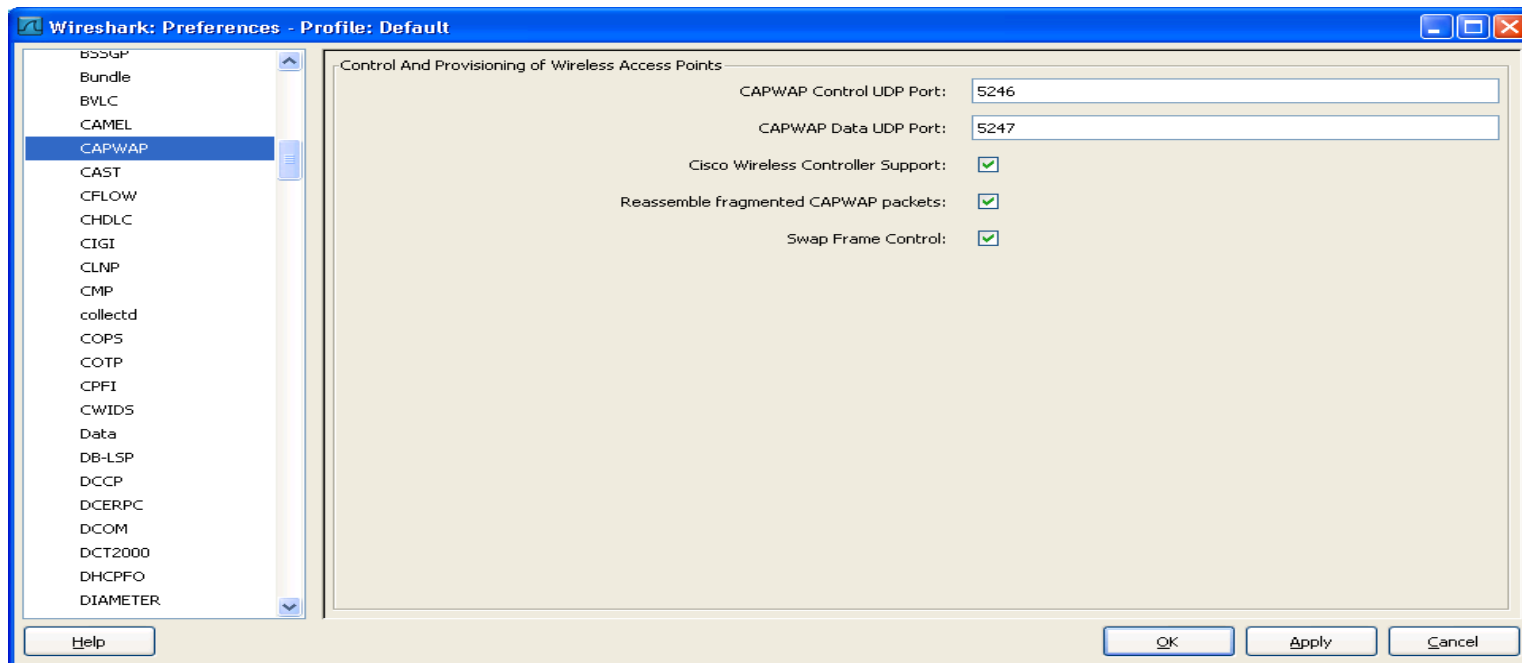 Wireshark: Preferences - Profile: Default
BSSGP
Bundle
BVLC
CAMEL
CAPWAP
CAST
CFLOW
CHDLC
CIGI
CLNP
CMP
collectd
COPS
COTP
CPFI
CWIDS
Data
DB-LSP
DCCP
DCERPC
DCOM
DCT2000
DHCPFO
DIAMETER
Control And Provisioning of Wireless Access Points
CAPWAP Control UDP Port: 5246
CAPWAP Data UDP Port: 5247
Cisco Wireless Controller Support:
Reassemble fragmented CAPWAP packets:
Swap Frame Control:
Help OK Apply Cancel